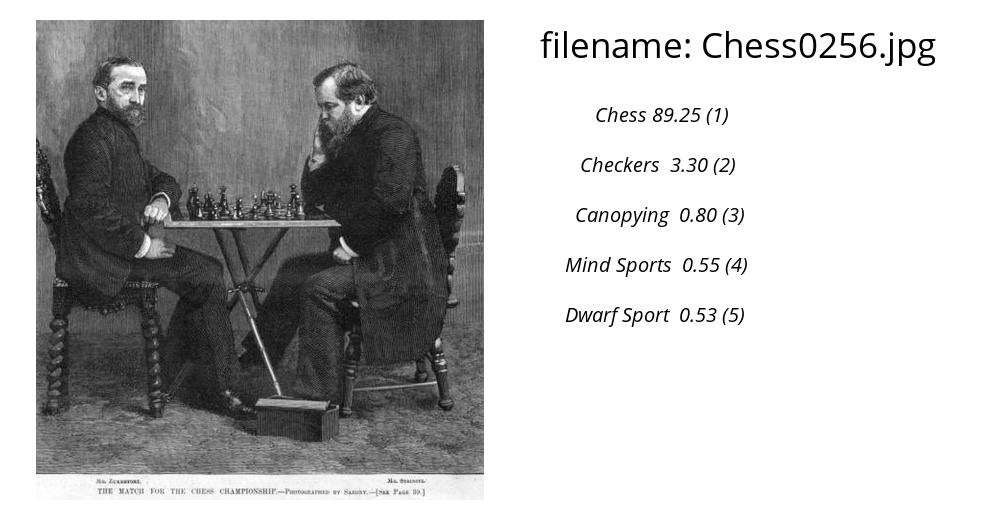 filename: Chess0256.jpg
Chess 89.25 (1)
Checkers 3.30 (2)
Canopying 0.80 (3)
Mind Sports 0.55 (4)
Dwarf Sport 0.53 (5)
Mr. Zukertort. Mr. Steinitz.
THE MATCH FOR THE CHESS CHAMPIONSHIP.—Photographed by Sarony.—[See Page 59.]